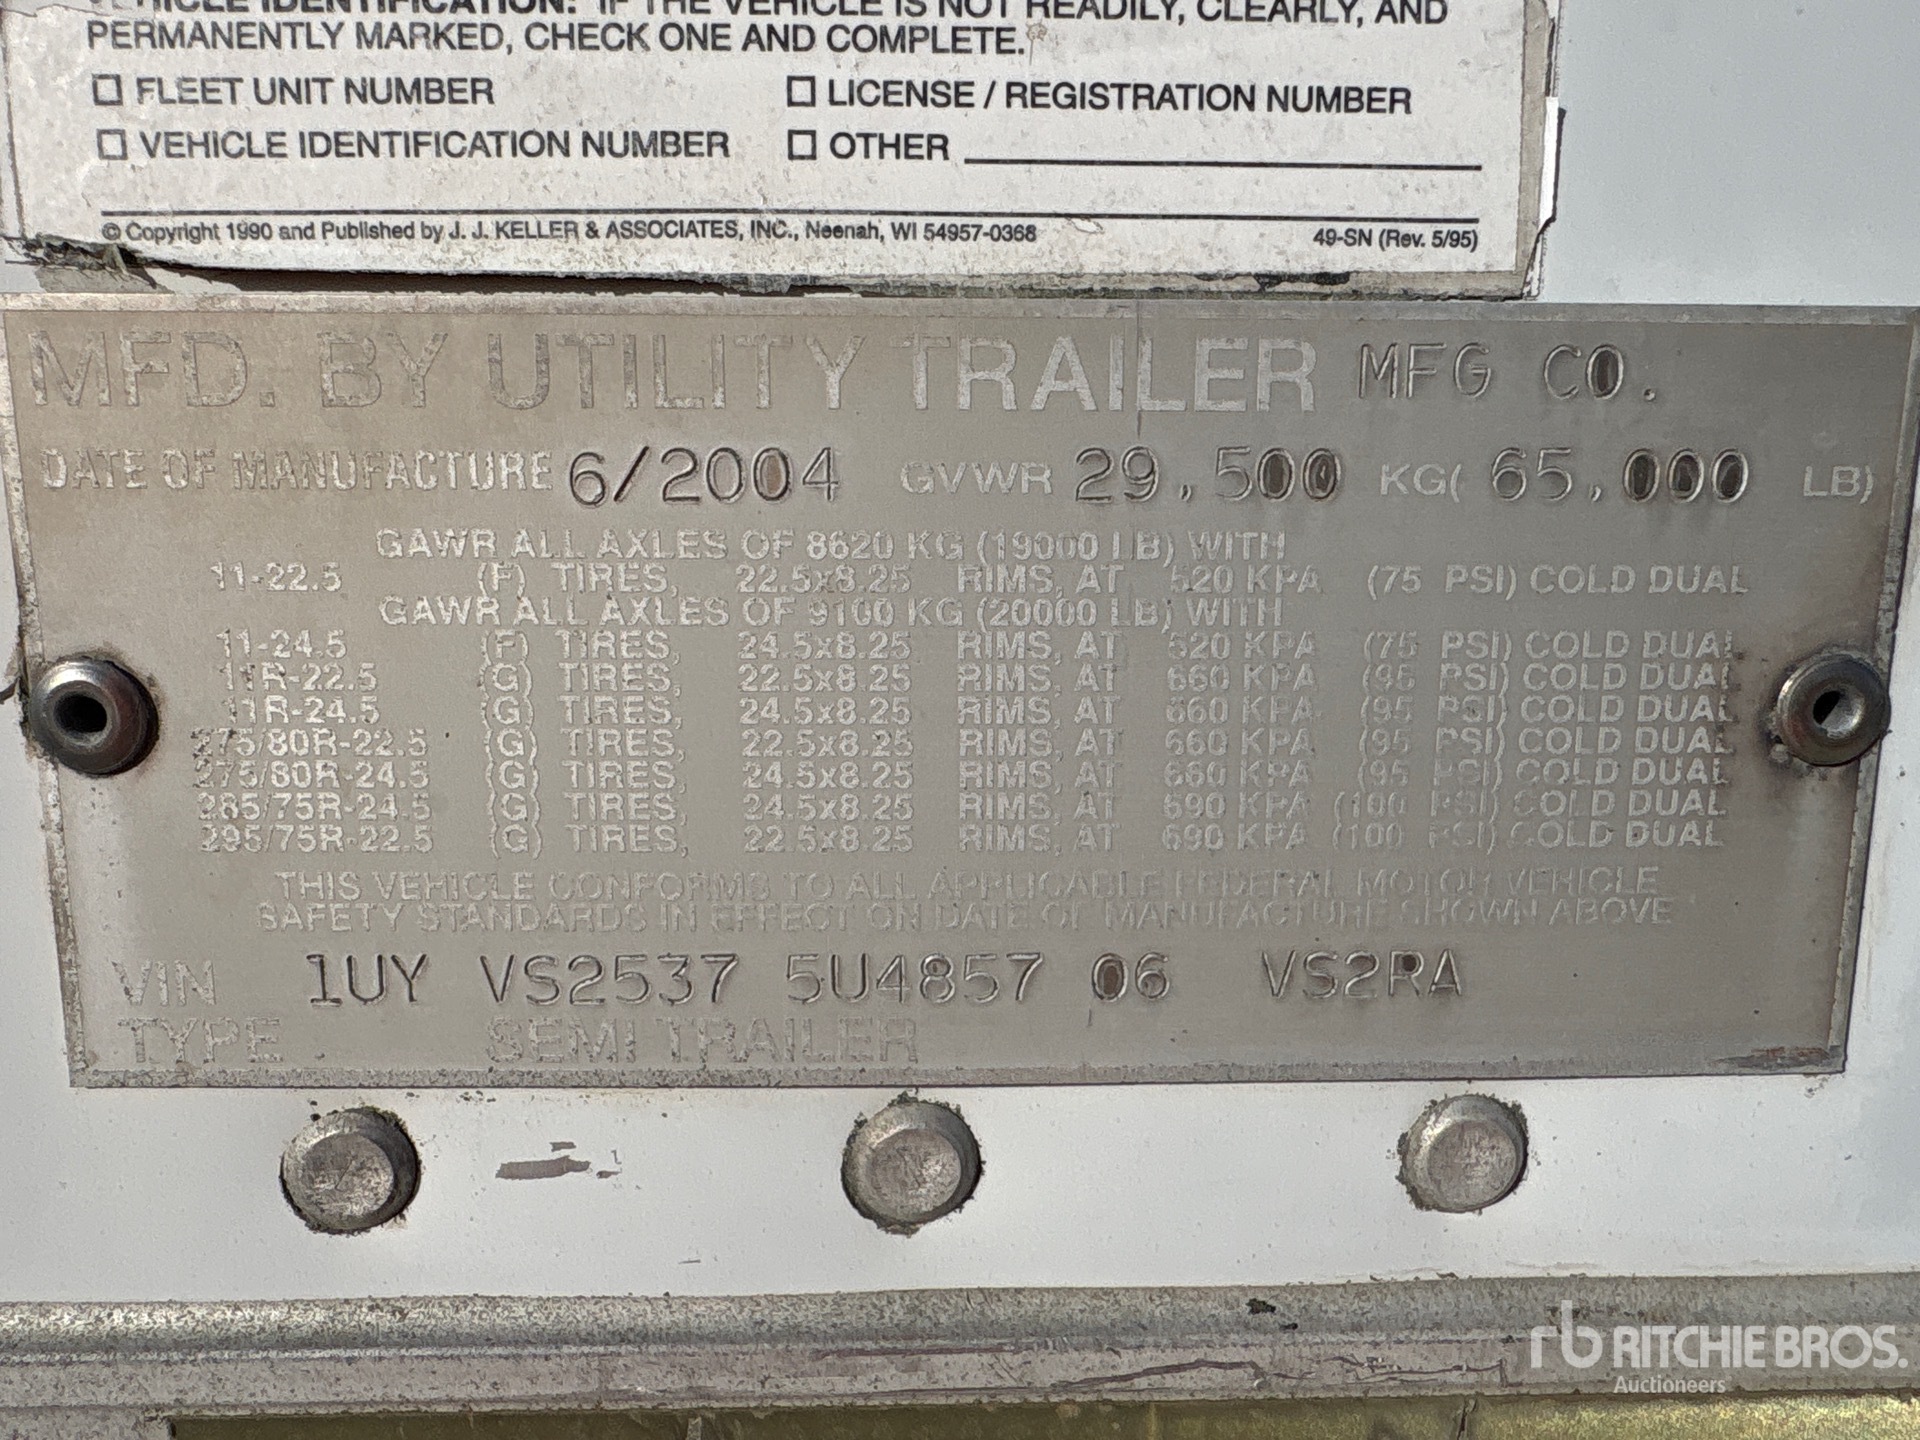 VEHICLE IDENTIFICATION: IF THE VEHICLE IS NOT READILY, CLEARLY, AND
PERMANENTLY MARKED, CHECK ONE AND COMPLETE.
☐ FLEET UNIT NUMBER ☐ LICENSE / REGISTRATION NUMBER
☐ VEHICLE IDENTIFICATION NUMBER ☐ OTHER
© Copyright 1990 and Published by J. J. KELLER & ASSOCIATES, INC., Neenah, WI 54957-0368 49-SN (Rev. 5/95)
MFD. BY UTILITY TRAILER MFG CO.
DATE OF MANUFACTURE 6/2004 GVWR 29,500 KG( 65,000 LB)
GAWR ALL AXLES OF 8620 KG (19000 LB) WITH
11-22.5 (F) TIRES, 22.5x8.25 RIMS, AT 520 KPA (75 PSI) COLD DUAL
GAWR ALL AXLES OF 9100 KG (20000 LB) WITH
11-24.5 (F) TIRES, 24.5x8.25 RIMS, AT 520 KPA (75 PSI) COLD DUAL
11R-22.5 (G) TIRES, 22.5x8.25 RIMS, AT 660 KPA (95 PSI) COLD DUAL
11R-24.5 (G) TIRES, 24.5x8.25 RIMS, AT 660 KPA (95 PSI) COLD DUAL
275/80R-22.5 (G) TIRES, 22.5x8.25 RIMS, AT 660 KPA (95 PSI) COLD DUAL
275/80R-24.5 (G) TIRES, 24.5x8.25 RIMS, AT 660 KPA (95 PSI) COLD DUAL
285/75R-24.5 (G) TIRES, 24.5x8.25 RIMS, AT 690 KPA (100 PSI) COLD DUAL
295/75R-22.5 (G) TIRES, 22.5x8.25 RIMS, AT 690 KPA (100 PSI) COLD DUAL
THIS VEHICLE CONFORMS TO ALL APPLICABLE FEDERAL MOTOR VEHICLE
SAFETY STANDARDS IN EFFECT ON DATE OF MANUFACTURE SHOWN ABOVE
VIN 1UY VS2537 5U4857 06 VS2RA
TYPE SEMI TRAILER
rb RITCHIE BROS.
Auctioneers